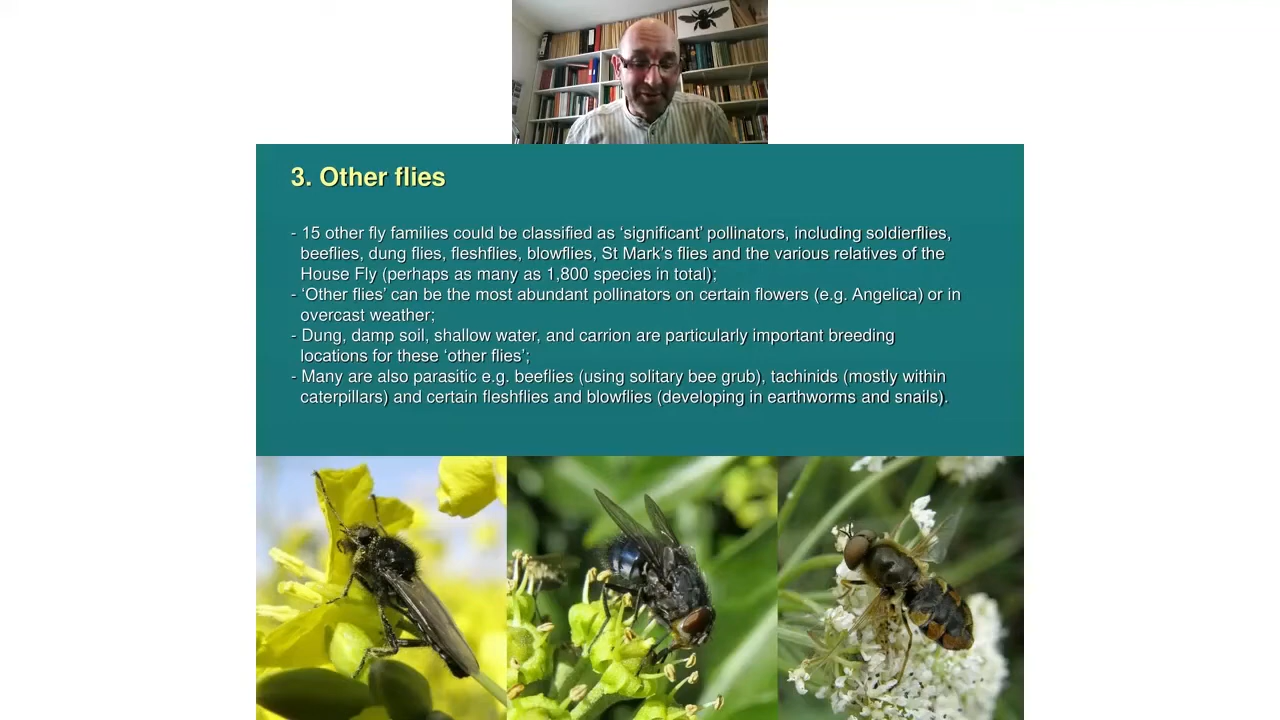 3. Other flies
- 15 other fly families could be classified as ‘significant’ pollinators, including soldierflies,
beeflies, dung flies, fleshflies, blowflies, St Mark’s flies and the various relatives of the
House Fly (perhaps as many as 1,800 species in total);
- ‘Other flies’ can be the most abundant pollinators on certain flowers (e.g. Angelica) or in
overcast weather;
- Dung, damp soil, shallow water, and carrion are particularly important breeding
locations for these ‘other flies’;
- Many are also parasitic e.g. beeflies (using solitary bee grub), tachinids (mostly within
caterpillars) and certain fleshflies and blowflies (developing in earthworms and snails).